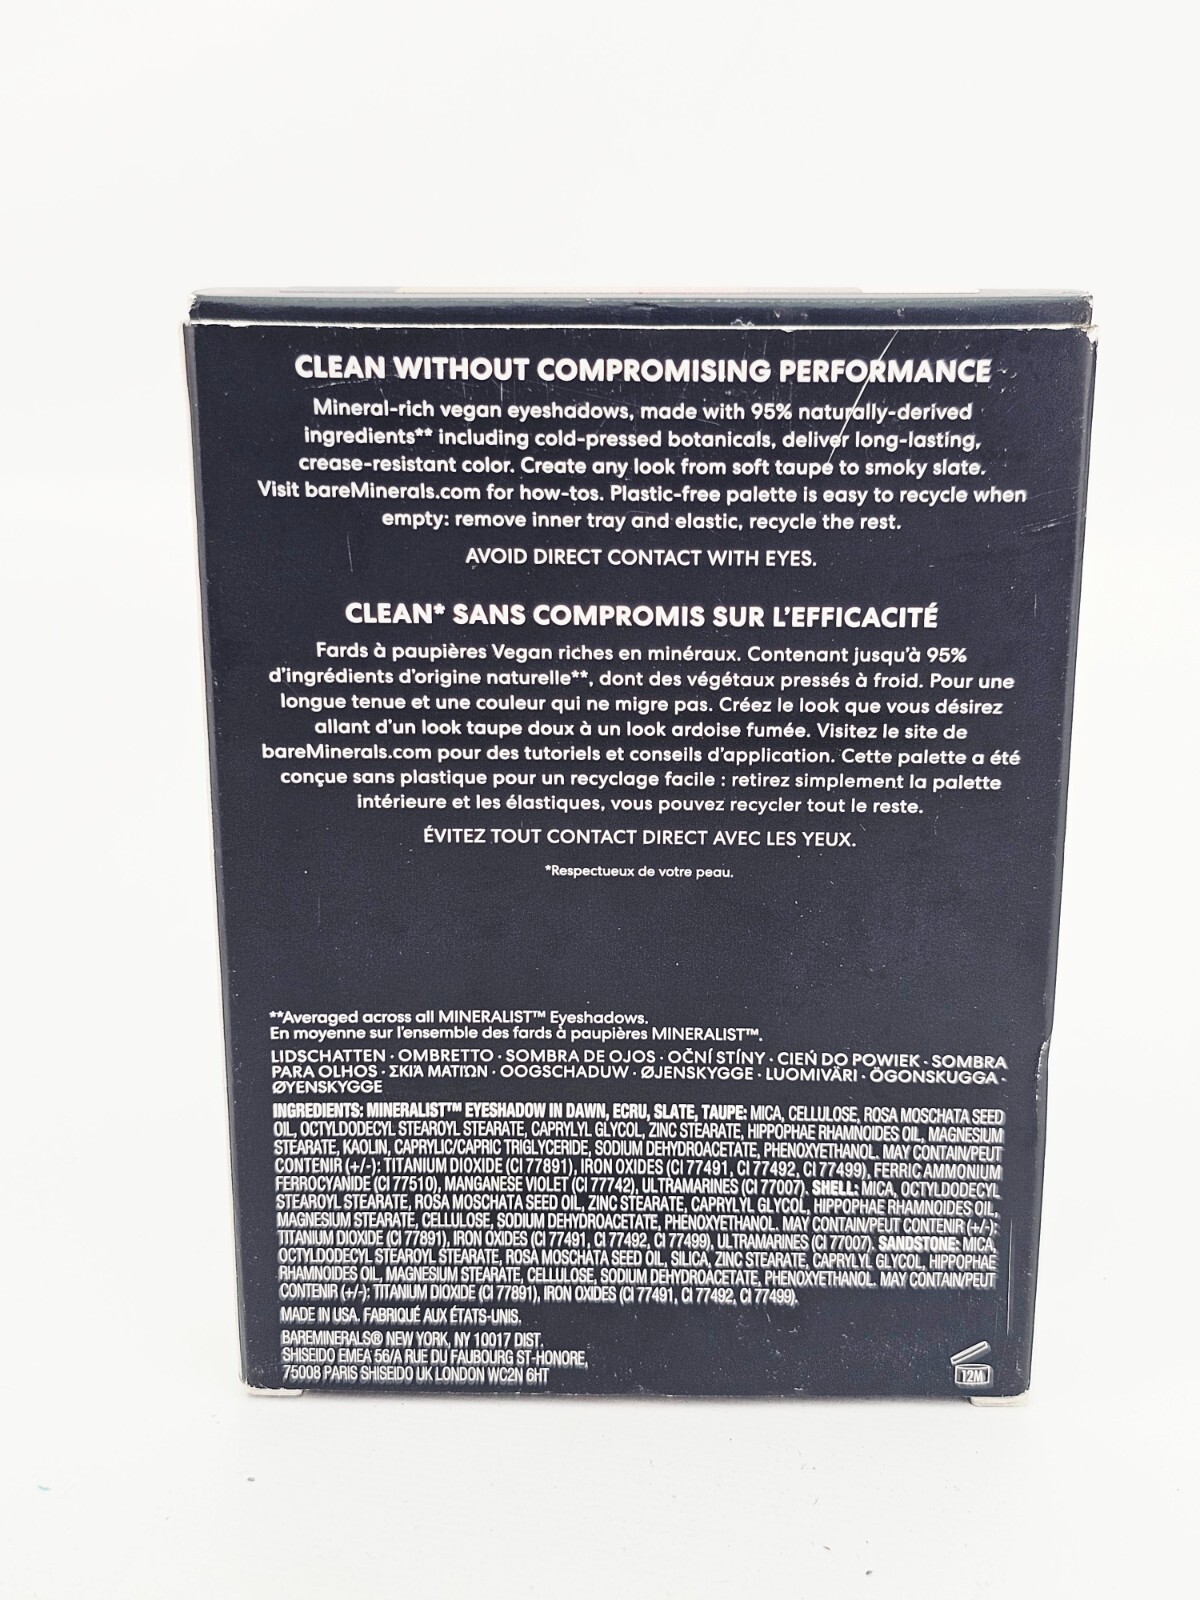 CLEAN WITHOUT COMPROMISING PERFORMANCE
Mineral-rich vegan eyeshadows, made with 95% naturally-derived
ingredients** including cold-pressed botanicals, deliver long-lasting,
crease-resistant color. Create any look from soft taupe to smoky slate.
Visit bareMinerals.com for how-tos. Plastic-free palette is easy to recycle when
empty: remove inner tray and elastic, recycle the rest.
AVOID DIRECT CONTACT WITH EYES.
CLEAN* SANS COMPROMIS SUR L'EFFICACITÉ
Fards à paupières Vegan riches en minéraux. Contenant jusqu'à 95%
d'ingrédients d'origine naturelle**, dont des végétaux pressés à froid. Pour une
longue tenue et une couleur qui ne migre pas. Créez le look que vous désirez
allant d'un look taupe doux à un look ardoise fumée. Visitez le site de
bareMinerals.com pour des tutoriels et conseils d'application. Cette palette a été
conçue sans plastique pour un recyclage facile : retirez simplement la palette
intérieure et les élastiques, vous pouvez recycler tout le reste.
ÉVITEZ TOUT CONTACT DIRECT AVEC LES YEUX.
*Respectueux de votre peau.
**Averaged across all MINERALIST™ Eyeshadows.
En moyenne sur l'ensemble des fards à paupières MINERALIST™.
LIDSCHATTEN · OMBRETTO · SOMBRA DE OJOS · OČNÍ STÍNY · CIEŃ DO POWIEK · SOMBRA
PARA OLHOS · ΣΚΙΆ ΜΑΤΙΏΝ · OOGSCHADUW · ØJENSKYGGE · LUOMIVÄRI · ÖGONSKUGGA ·
ØYENSKYGGE
INGREDIENTS: MINERALIST™ EYESHADOW IN DAWN, ECRU, SLATE, TAUPE: MICA, CELLULOSE, ROSA MOSCHATA SEED
OIL, OCTYLDODECYL STEAROYL STEARATE, CAPRYLYL GLYCOL, ZINC STEARATE, HIPPOPHAE RHAMNOIDES OIL, MAGNESIUM
STEARATE, KAOLIN, CAPRYLIC/CAPRIC TRIGLYCERIDE, SODIUM DEHYDROACETATE, PHENOXYETHANOL. MAY CONTAIN/PEUT
CONTENIR (+/-): TITANIUM DIOXIDE (CI 77891), IRON OXIDES (CI 77491, CI 77492, CI 77499), FERRIC AMMONIUM
FERROCYANIDE (CI 77510), MANGANESE VIOLET (CI 77742), ULTRAMARINES (CI 77007). SHELL: MICA, OCTYLDODECYL
STEAROYL STEARATE, ROSA MOSCHATA SEED OIL, ZINC STEARATE, CAPRYLYL GLYCOL, HIPPOPHAE RHAMNOIDES OIL,
MAGNESIUM STEARATE, CELLULOSE, SODIUM DEHYDROACETATE, PHENOXYETHANOL. MAY CONTAIN/PEUT CONTENIR (+/-):
TITANIUM DIOXIDE (CI 77891), IRON OXIDES (CI 77491, CI 77492, CI 77499), ULTRAMARINES (CI 77007). SANDSTONE: MICA,
OCTYLDODECYL STEAROYL STEARATE, ROSA MOSCHATA SEED OIL, SILICA, ZINC STEARATE, CAPRYLYL GLYCOL, HIPPOPHAE
RHAMNOIDES OIL, MAGNESIUM STEARATE, CELLULOSE, SODIUM DEHYDROACETATE, PHENOXYETHANOL. MAY CONTAIN/PEUT
CONTENIR (+/-): TITANIUM DIOXIDE (CI 77891), IRON OXIDES (CI 77491, CI 77492, CI 77499).
MADE IN USA. FABRIQUÉ AUX ÉTATS-UNIS.
BAREMINERALS® NEW YORK, NY 10017 DIST.
SHISEIDO EMEA 56/A RUE DU FAUBOURG ST-HONORE,
75008 PARIS SHISEIDO UK LONDON WC2N 6HT
12M